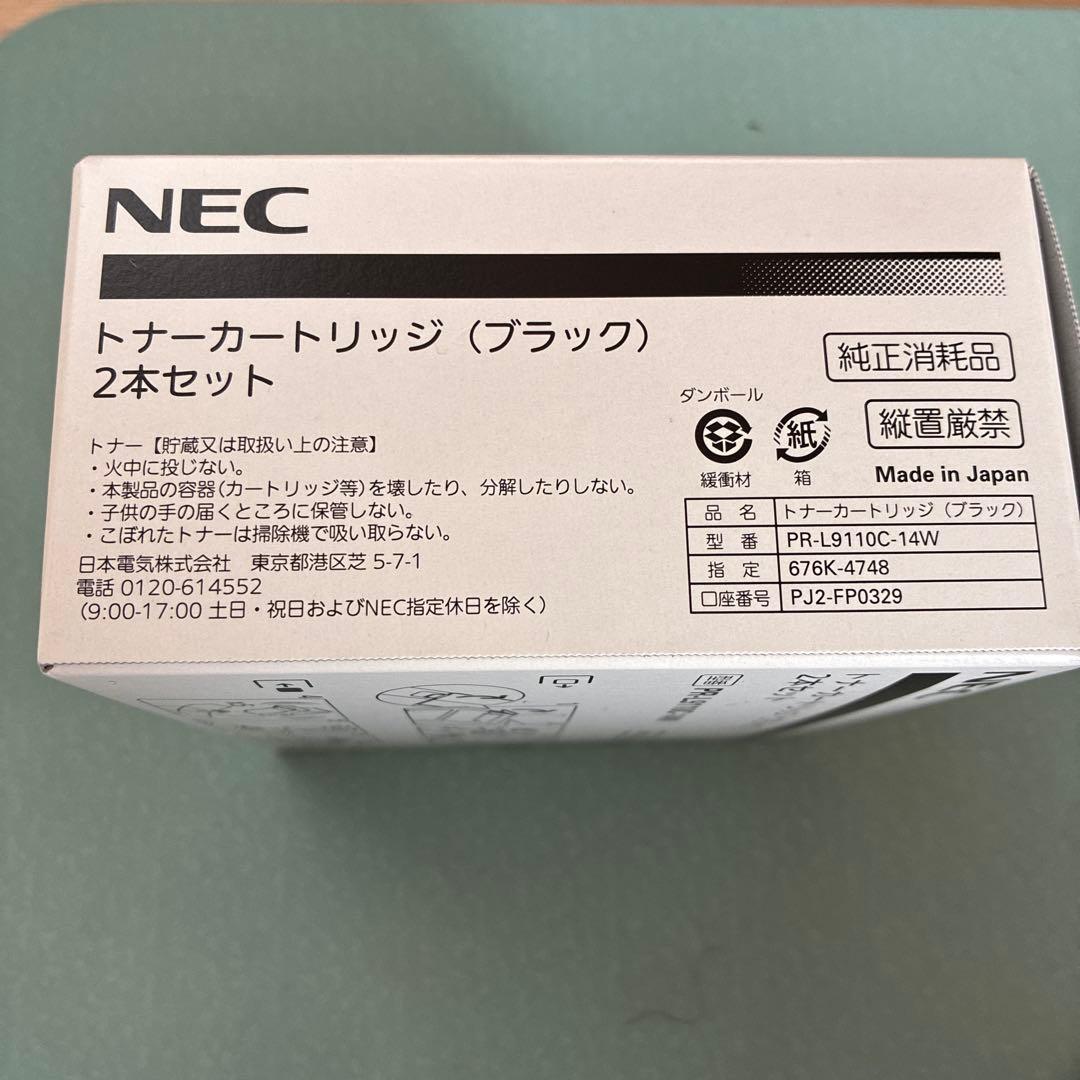 NEC
トナーカートリッジ（ブラック）
2本セット
純正消耗品
ダンボール
紙
縦置厳禁
緩衝材
箱
Made in Japan
トナー【貯蔵又は取扱い上の注意】
・火中に投じない。
・本製品の容器（カートリッジ等）を壊したり、分解したりしない。
・子供の手の届くところに保管しない。
・こぼれたトナーは掃除機で吸い取らない。
日本電気株式会社　東京都港区芝 5-7-1
電話 0120-614552
（9:00-17:00 土日・祝日およびNEC指定休日を除く）
品 名 トナーカートリッジ（ブラック）
型 番 PR-L9110C-14W
指 定 676K-4748
口座番号 PJ2-FP0329
NEC